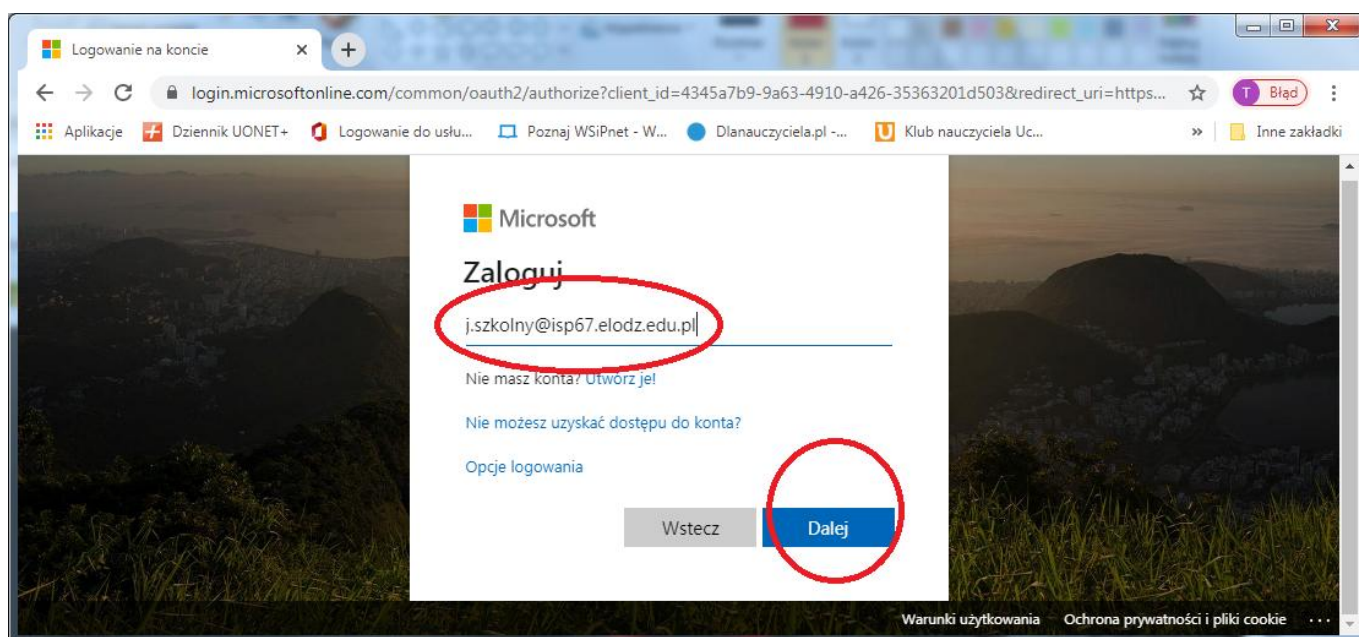 Logowanie na koncie
login.microsoftonline.com/common/oauth2/authorize?client_id=4345a7b9-9a63-4910-a426-35363201d503&redirect_uri=https...
T Błąd
Aplikacje Dziennik UONET+ Logowanie do usłu... Poznaj WSiPnet - W... Dlanauczyciela.pl -... Klub nauczyciela Uc... » Inne zakładki
Microsoft
Zaloguj
j.szkolny@isp67.elodz.edu.pl
Nie masz konta? Utwórz je!
Nie możesz uzyskać dostępu do konta?
Opcje logowania
Wstecz Dalej
Warunki użytkowania Ochrona prywatności i pliki cookie ...